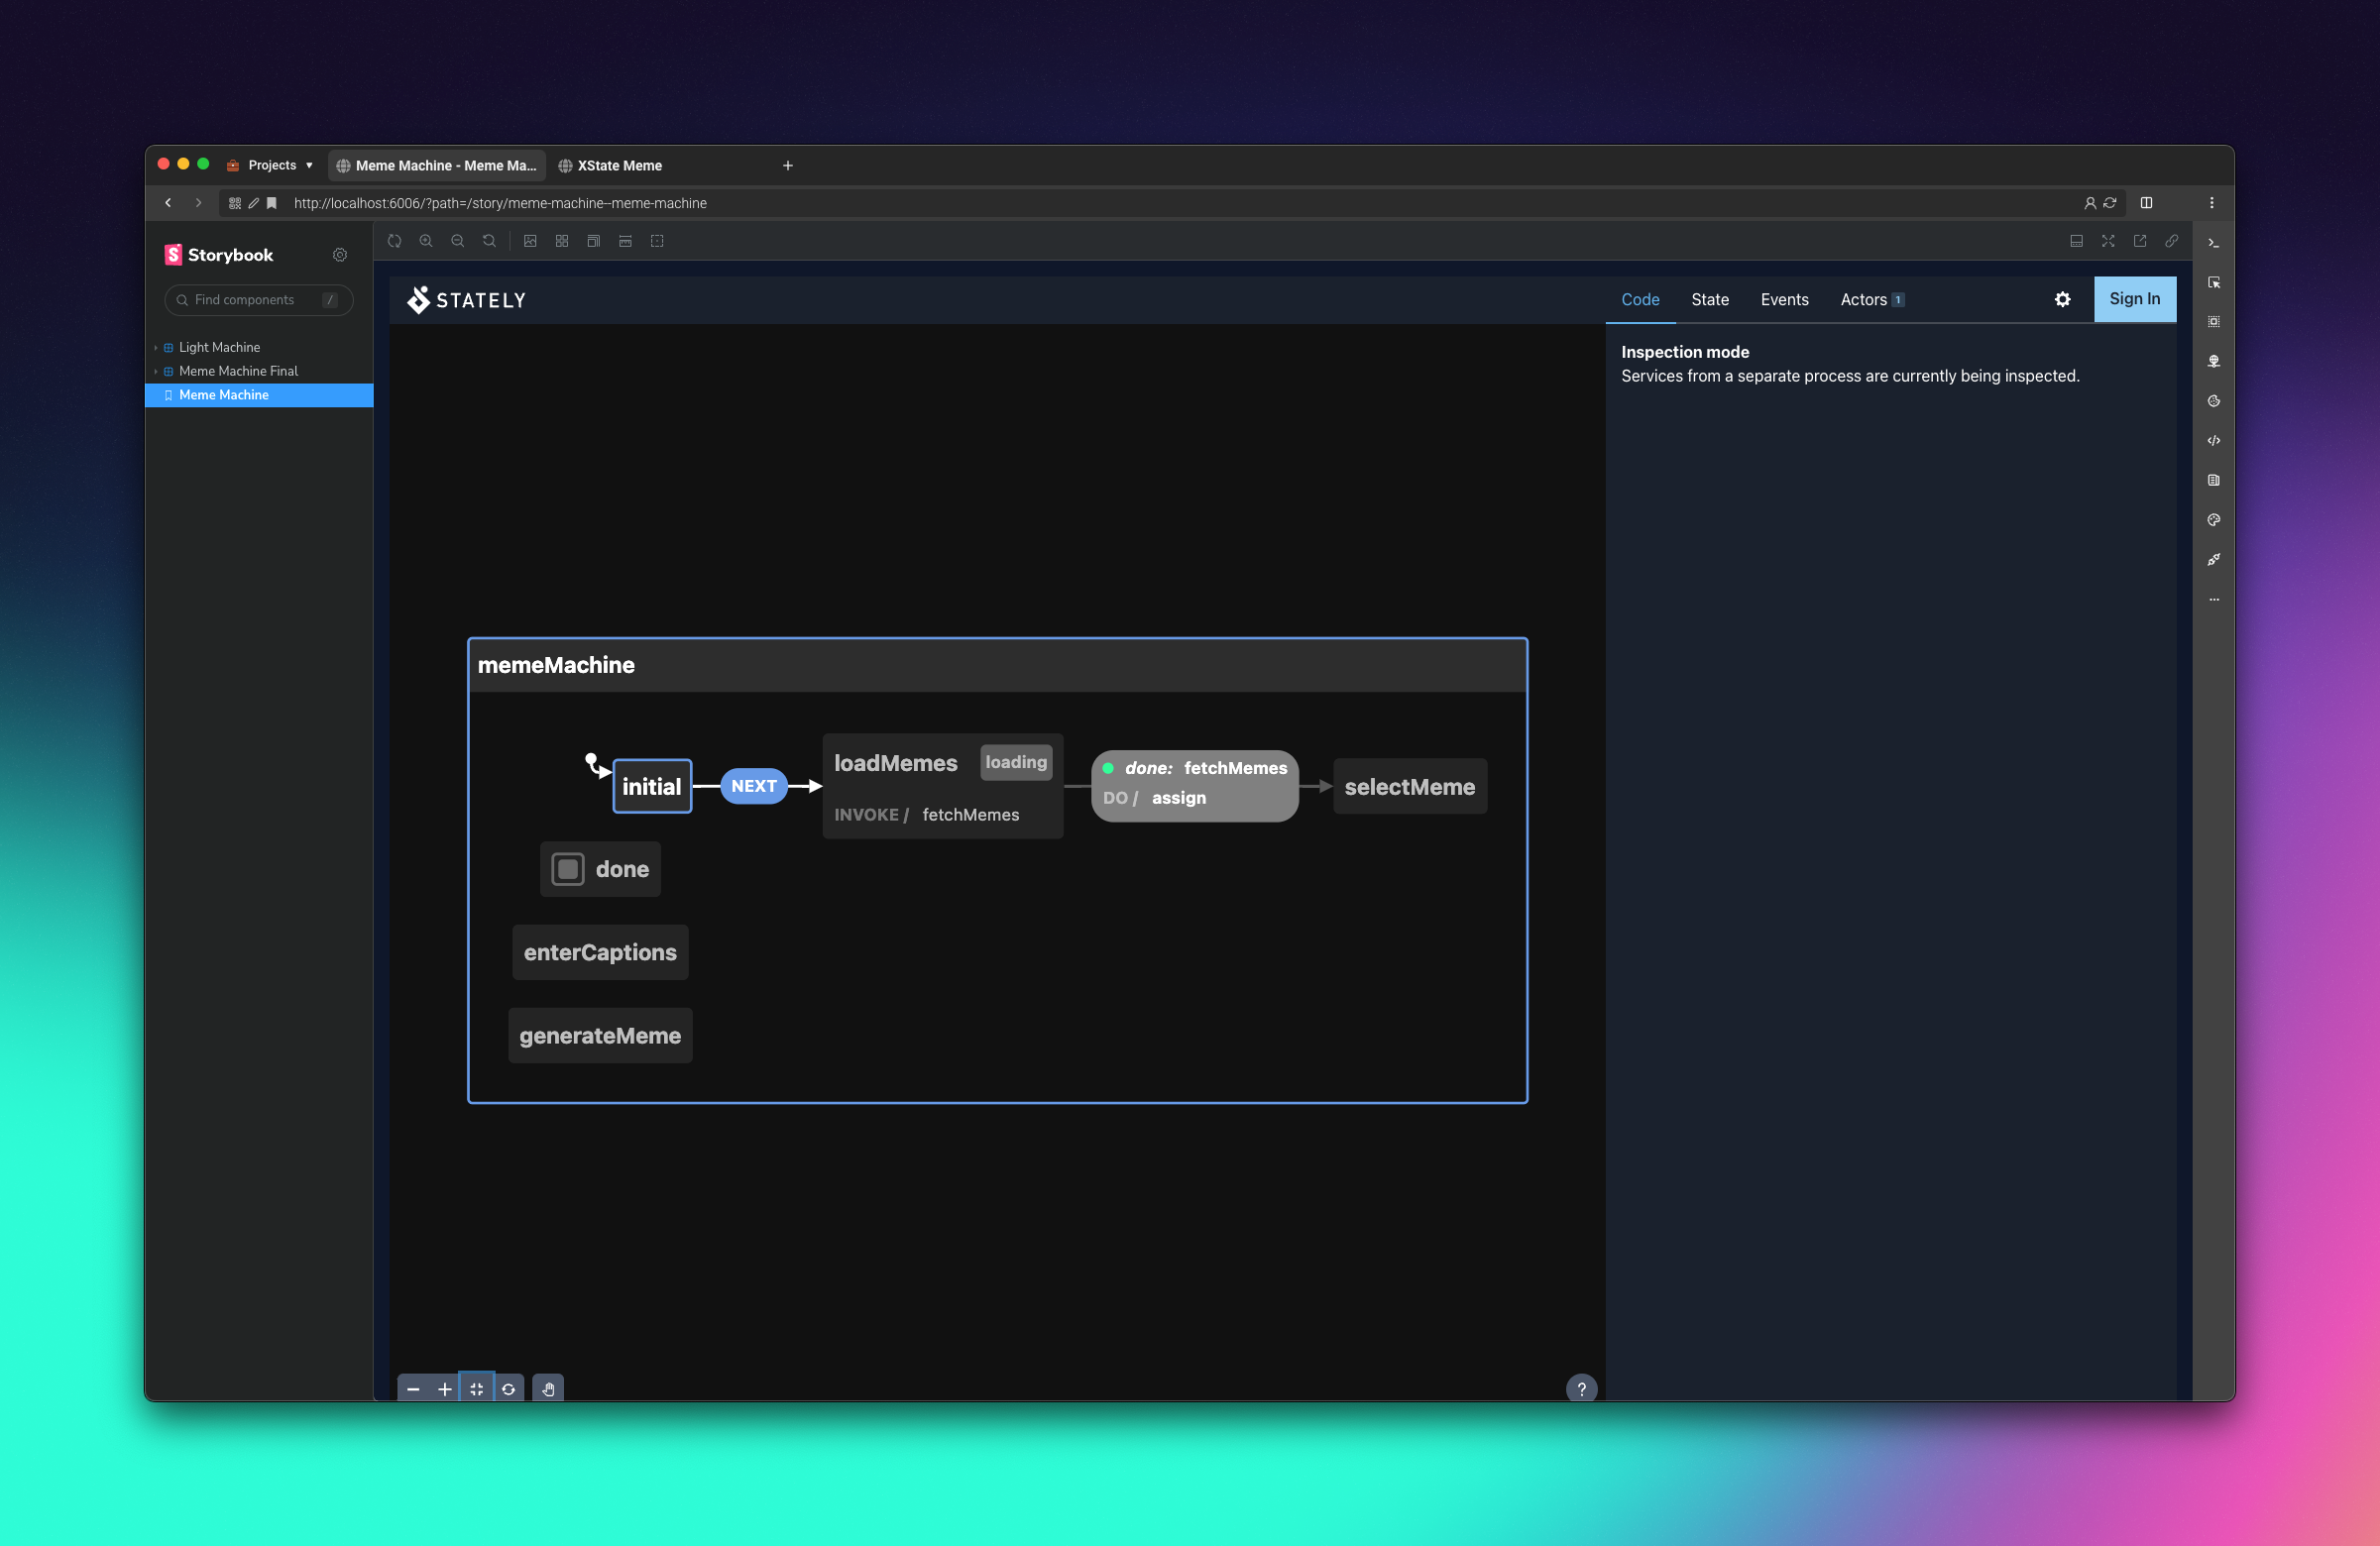 Projects
Meme Machine - Meme Ma...
XState Meme
http://localhost:6006/?path=/story/meme-machine--meme-machine
Storybook
Find components /
Light Machine
Meme Machine Final
Meme Machine
STATELY
Code
State
Events
Actors 1
Sign In
Inspection mode
Services from a separate process are currently being inspected.
memeMachine
initial
NEXT
loadMemes loading
INVOKE / fetchMemes
done: fetchMemes
DO / assign
selectMeme
done
enterCaptions
generateMeme
?